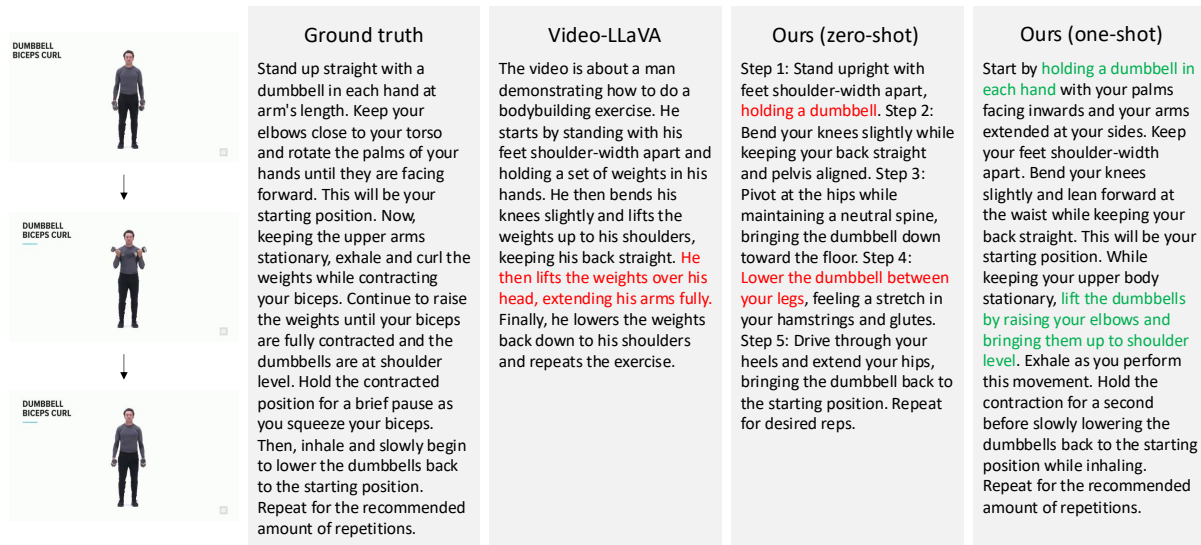 DUMBBELL
BICEPS CURL
DUMBBELL
BICEPS CURL
DUMBBELL
BICEPS CURL
Ground truth
Stand up straight with a
dumbbell in each hand at
arm's length. Keep your
elbows close to your torso
and rotate the palms of your
hands until they are facing
forward. This will be your
starting position. Now,
keeping the upper arms
stationary, exhale and curl the
weights while contracting
your biceps. Continue to raise
the weights until your biceps
are fully contracted and the
dumbbells are at shoulder
level. Hold the contracted
position for a brief pause as
you squeeze your biceps.
Then, inhale and slowly begin
to lower the dumbbells back
to the starting position.
Repeat for the recommended
amount of repetitions.
Video-LLaVA
The video is about a man
demonstrating how to do a
bodybuilding exercise. He
starts by standing with his
feet shoulder-width apart and
holding a set of weights in his
hands. He then bends his
knees slightly and lifts the
weights up to his shoulders,
keeping his back straight. He
then lifts the weights over his
head, extending his arms fully.
Finally, he lowers the weights
back down to his shoulders
and repeats the exercise.
Ours (zero-shot)
Step 1: Stand upright with
feet shoulder-width apart,
holding a dumbbell. Step 2:
Bend your knees slightly while
keeping your back straight
and pelvis aligned. Step 3:
Pivot at the hips while
maintaining a neutral spine,
bringing the dumbbell down
toward the floor. Step 4:
Lower the dumbbell between
your legs, feeling a stretch in
your hamstrings and glutes.
Step 5: Drive through your
heels and extend your hips,
bringing the dumbbell back to
the starting position. Repeat
for desired reps.
Ours (one-shot)
Start by holding a dumbbell in
each hand with your palms
facing inwards and your arms
extended at your sides. Keep
your feet shoulder-width
apart. Bend your knees
slightly and lean forward at
the waist while keeping your
back straight. This will be your
starting position. While
keeping your upper body
stationary, lift the dumbbells
by raising your elbows and
bringing them up to shoulder
level. Exhale as you perform
this movement. Hold the
contraction for a second
before slowly lowering the
dumbbells back to the starting
position while inhaling.
Repeat for the recommended
amount of repetitions.